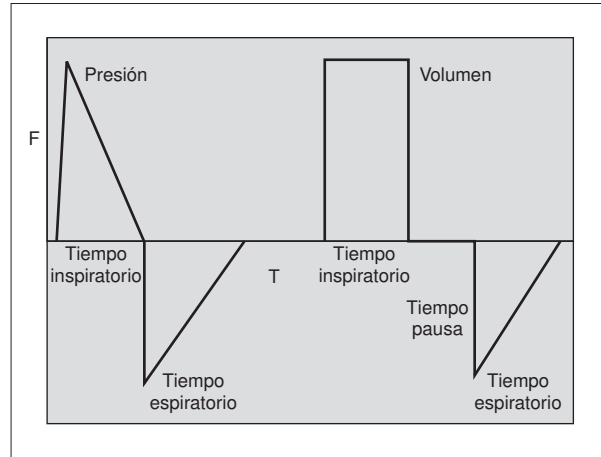 Presión
Volumen
F
Tiempo
inspiratorio
T
Tiempo
inspiratorio
Tiempo
pausa
Tiempo
espiratorio
Tiempo
espiratorio